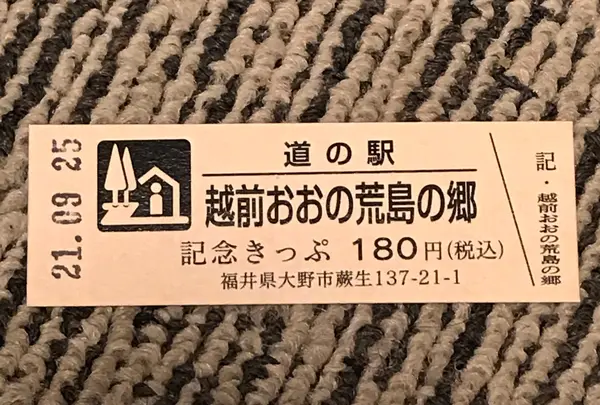 21.09 25
道の駅
越前おおの荒島の郷
記念きっぷ 180円(税込)
福井県大野市蕨生137-21-1
記・越前おおの荒島の郷